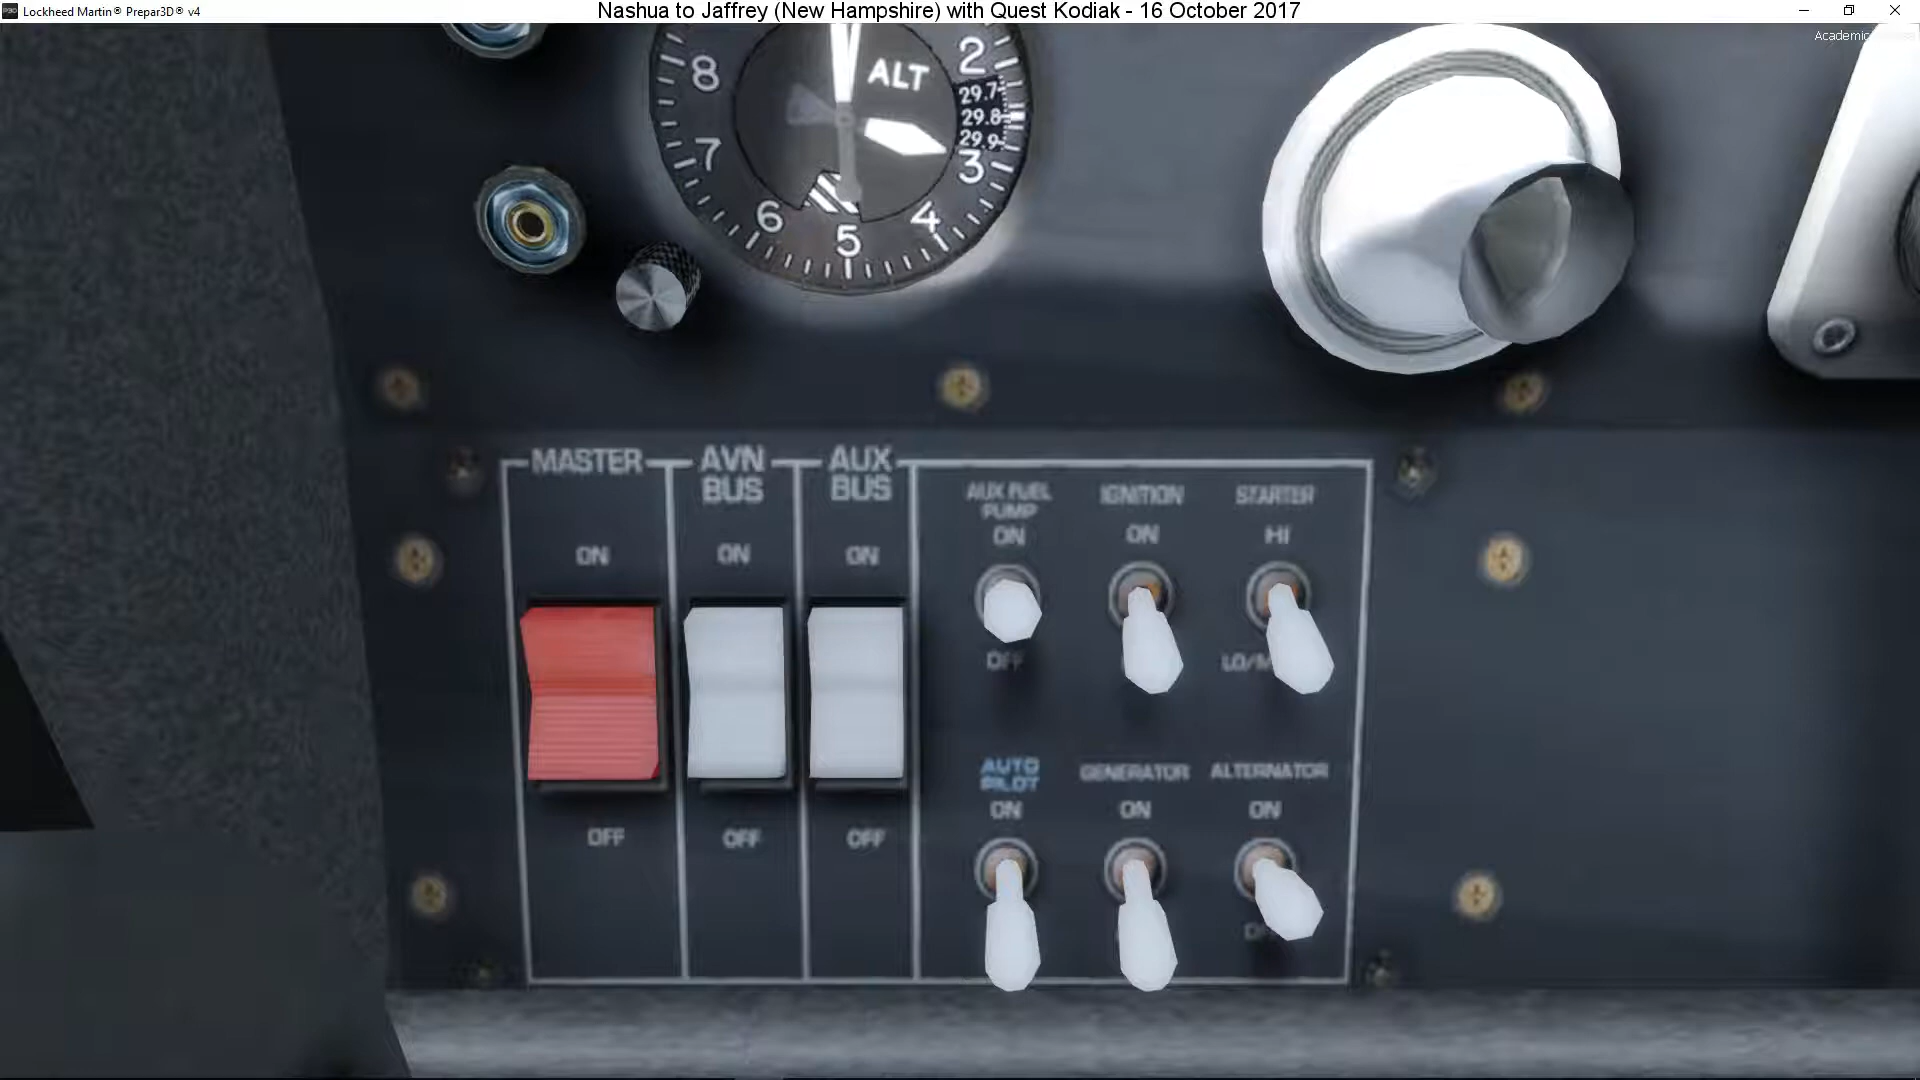 Lockheed Martin® Prepar3D® v4
Nashua to Jaffrey (New Hampshire) with Quest Kodiak - 16 October 2017
Academic
ALT
8
2
29.7
29.8
29.9
7
3
6
4
5
MASTER
AVN BUS
AUX BUS
AUX FUEL PUMP
IGNITION
STARTER
ON
ON
ON
ON
ON
HI
OFF
LO/M
AUTO PILOT
GENERATOR
ALTERNATOR
ON
ON
ON
OFF
OFF
OFF